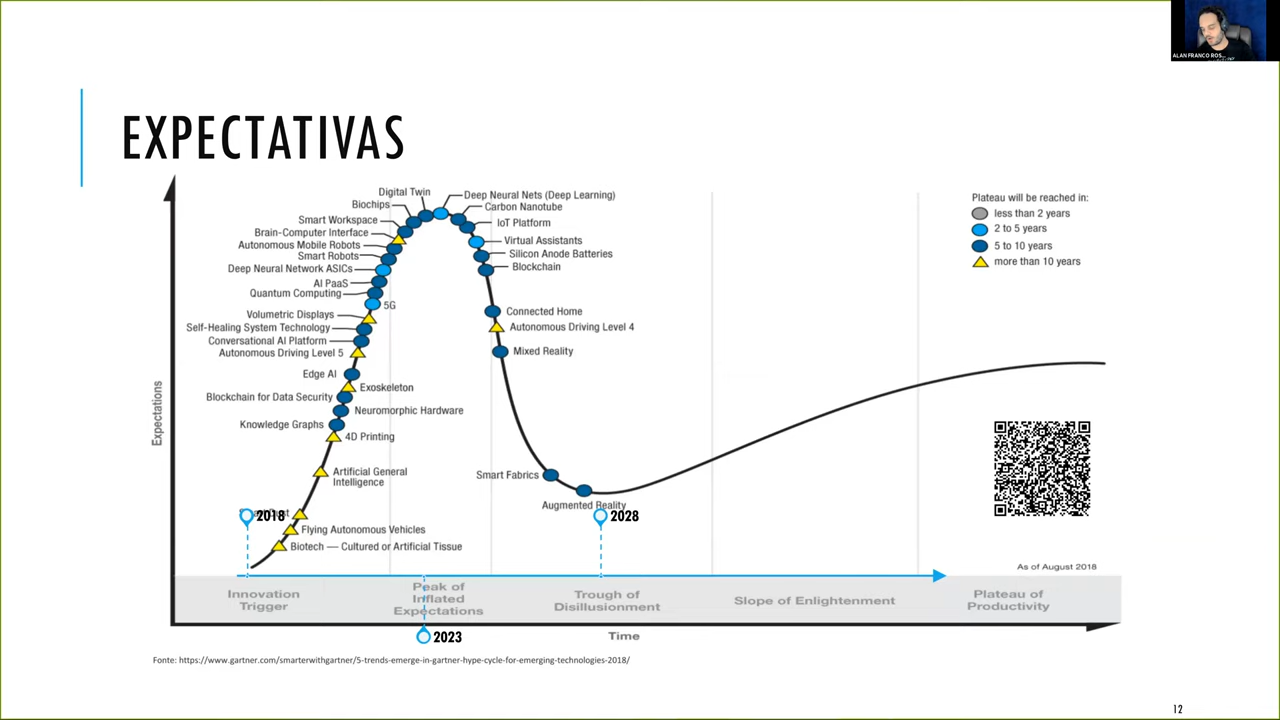 ALAN FRANCO ROS...
EXPECTATIVAS
Digital Twin
Deep Neural Nets (Deep Learning)
Biochips
Carbon Nanotube
Smart Workspace
IoT Platform
Brain-Computer Interface
Virtual Assistants
Autonomous Mobile Robots
Silicon Anode Batteries
Smart Robots
Blockchain
Deep Neural Network ASICs
AI PaaS
Quantum Computing
5G
Volumetric Displays
Connected Home
Self-Healing System Technology
Autonomous Driving Level 4
Conversational AI Platform
Mixed Reality
Autonomous Driving Level 5
Edge AI
Exoskeleton
Blockchain for Data Security
Neuromorphic Hardware
Knowledge Graphs
4D Printing
Artificial General
Intelligence
Smart Fabrics
Augmented Reality
2018
2028
Flying Autonomous Vehicles
Biotech — Cultured or Artificial Tissue
Plateau will be reached in:
less than 2 years
2 to 5 years
5 to 10 years
more than 10 years
Expectations
As of August 2018
Innovation
Trigger
Peak of
Inflated
Expectations
Trough of
Disillusionment
Slope of Enlightenment
Plateau of
Productivity
2023
Time
Fonte: https://www.gartner.com/smarterwithgartner/5-trends-emerge-in-gartner-hype-cycle-for-emerging-technologies-2018/
12